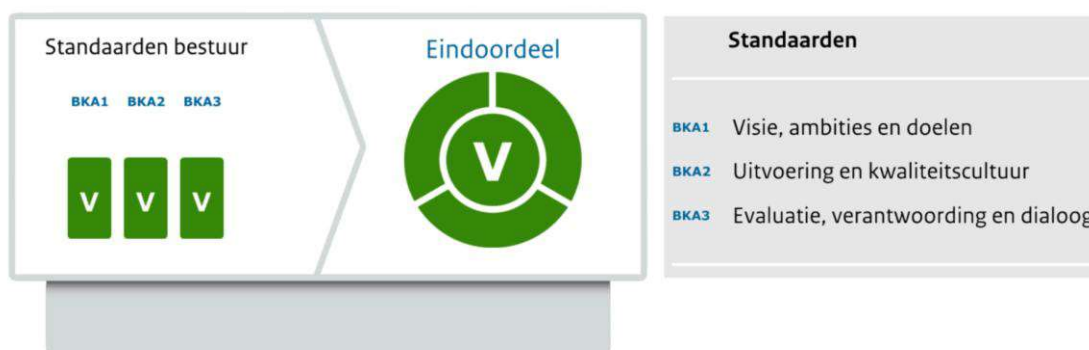 Standaarden bestuur
BKA1 BKA2 BKA3
V V V
Eindoordeel
V
Standaarden
BKA1 Visie, ambities en doelen
BKA2 Uitvoering en kwaliteitscultuur
BKA3 Evaluatie, verantwoording en dialoog